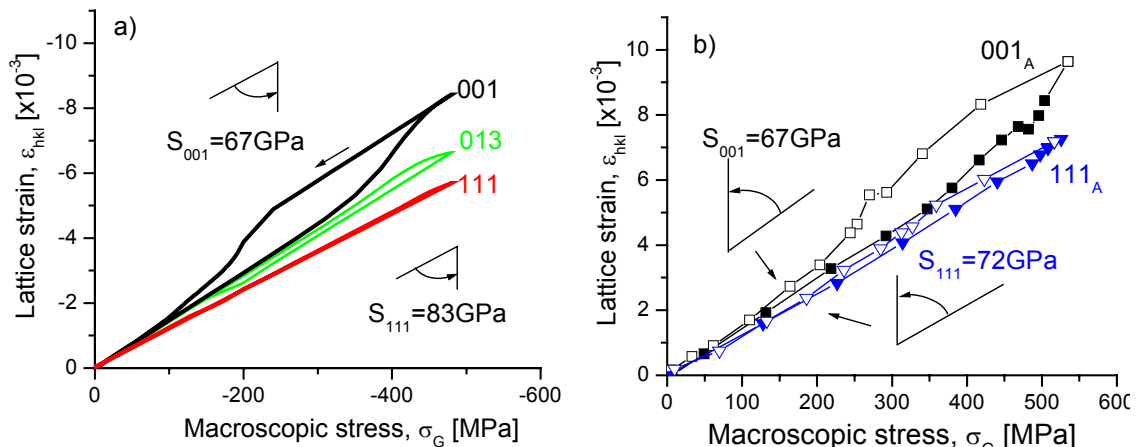 a)
-10
-8
-6
-4
-2
0
Lattice strain, ε_hkl [x10⁻³]
001
013
111
S_001=67GPa
S_111=83GPa
0 -200 -400 -600
Macroscopic stress, σ_G [MPa]
b)
10
8
6
4
2
0
Lattice strain, ε_hkl [x10⁻³]
001_A
111_A
S_001=67GPa
S_111=72GPa
0 100 200 300 400 500 600
Macroscopic stress, σ_G [MPa]